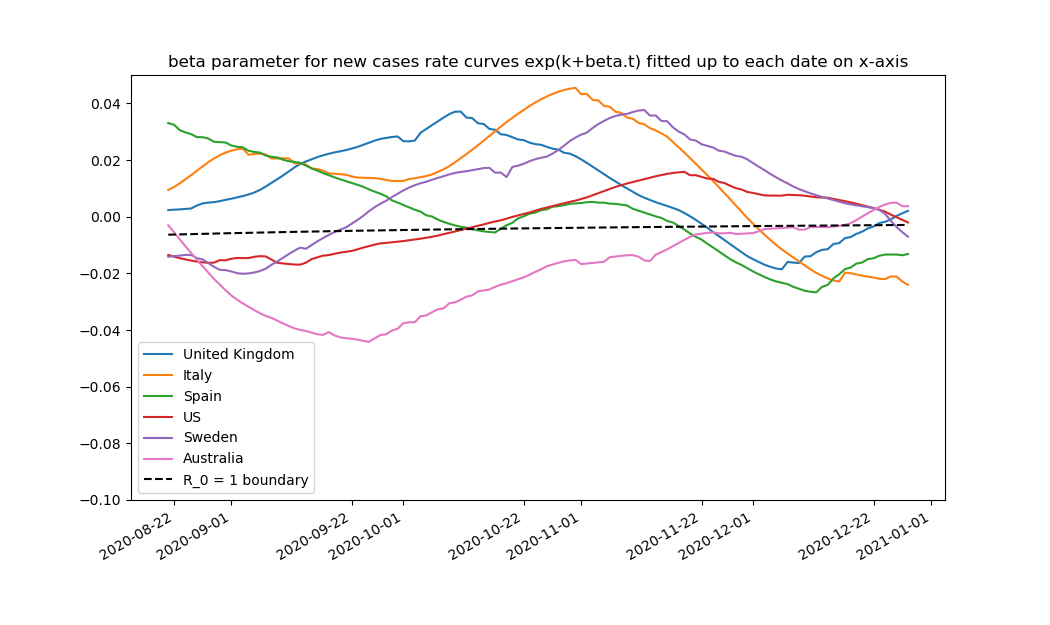 beta parameter for new cases rate curves exp(k+beta.t) fitted up to each date on x-axis
0.04
0.02
0.00
−0.02
−0.04
−0.06
−0.08
−0.10
United Kingdom
Italy
Spain
US
Sweden
Australia
R_0 = 1 boundary
2020-08-22
2020-09-01
2020-09-22
2020-10-01
2020-10-22
2020-11-01
2020-11-22
2020-12-01
2020-12-22
2021-01-01